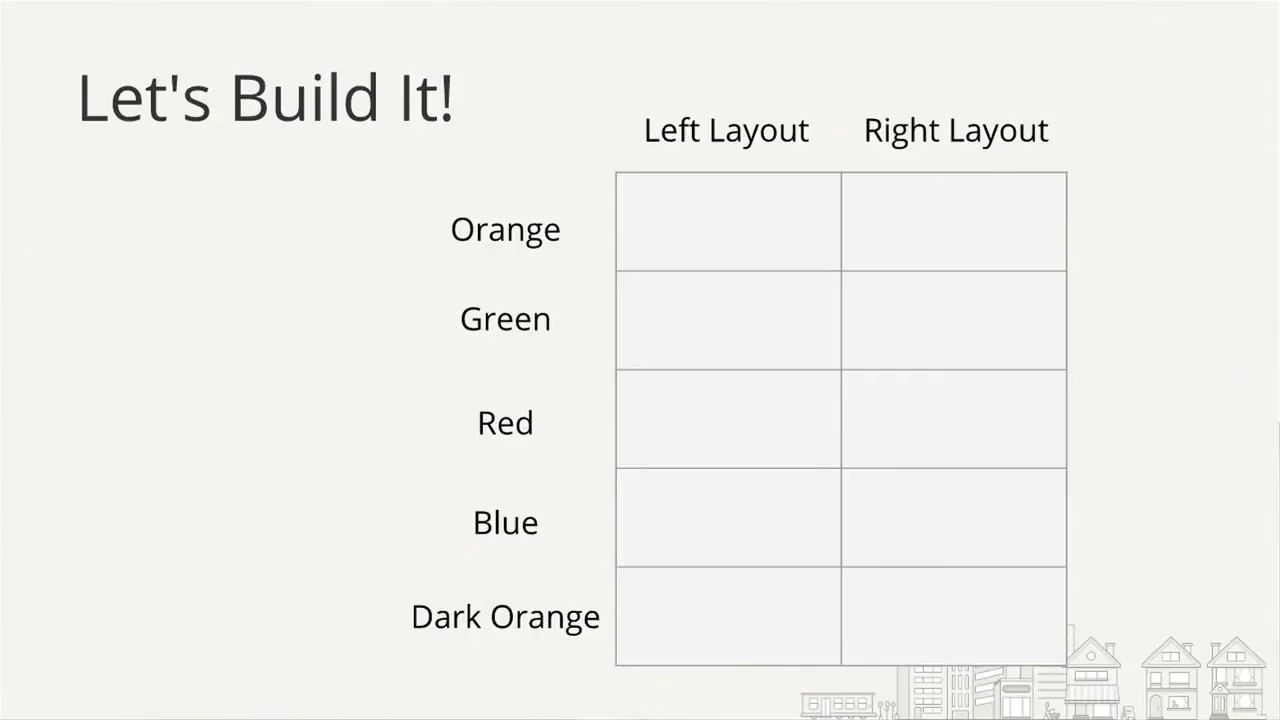 Let's Build It!
Left Layout Right Layout
Orange
Green
Red
Blue
Dark Orange